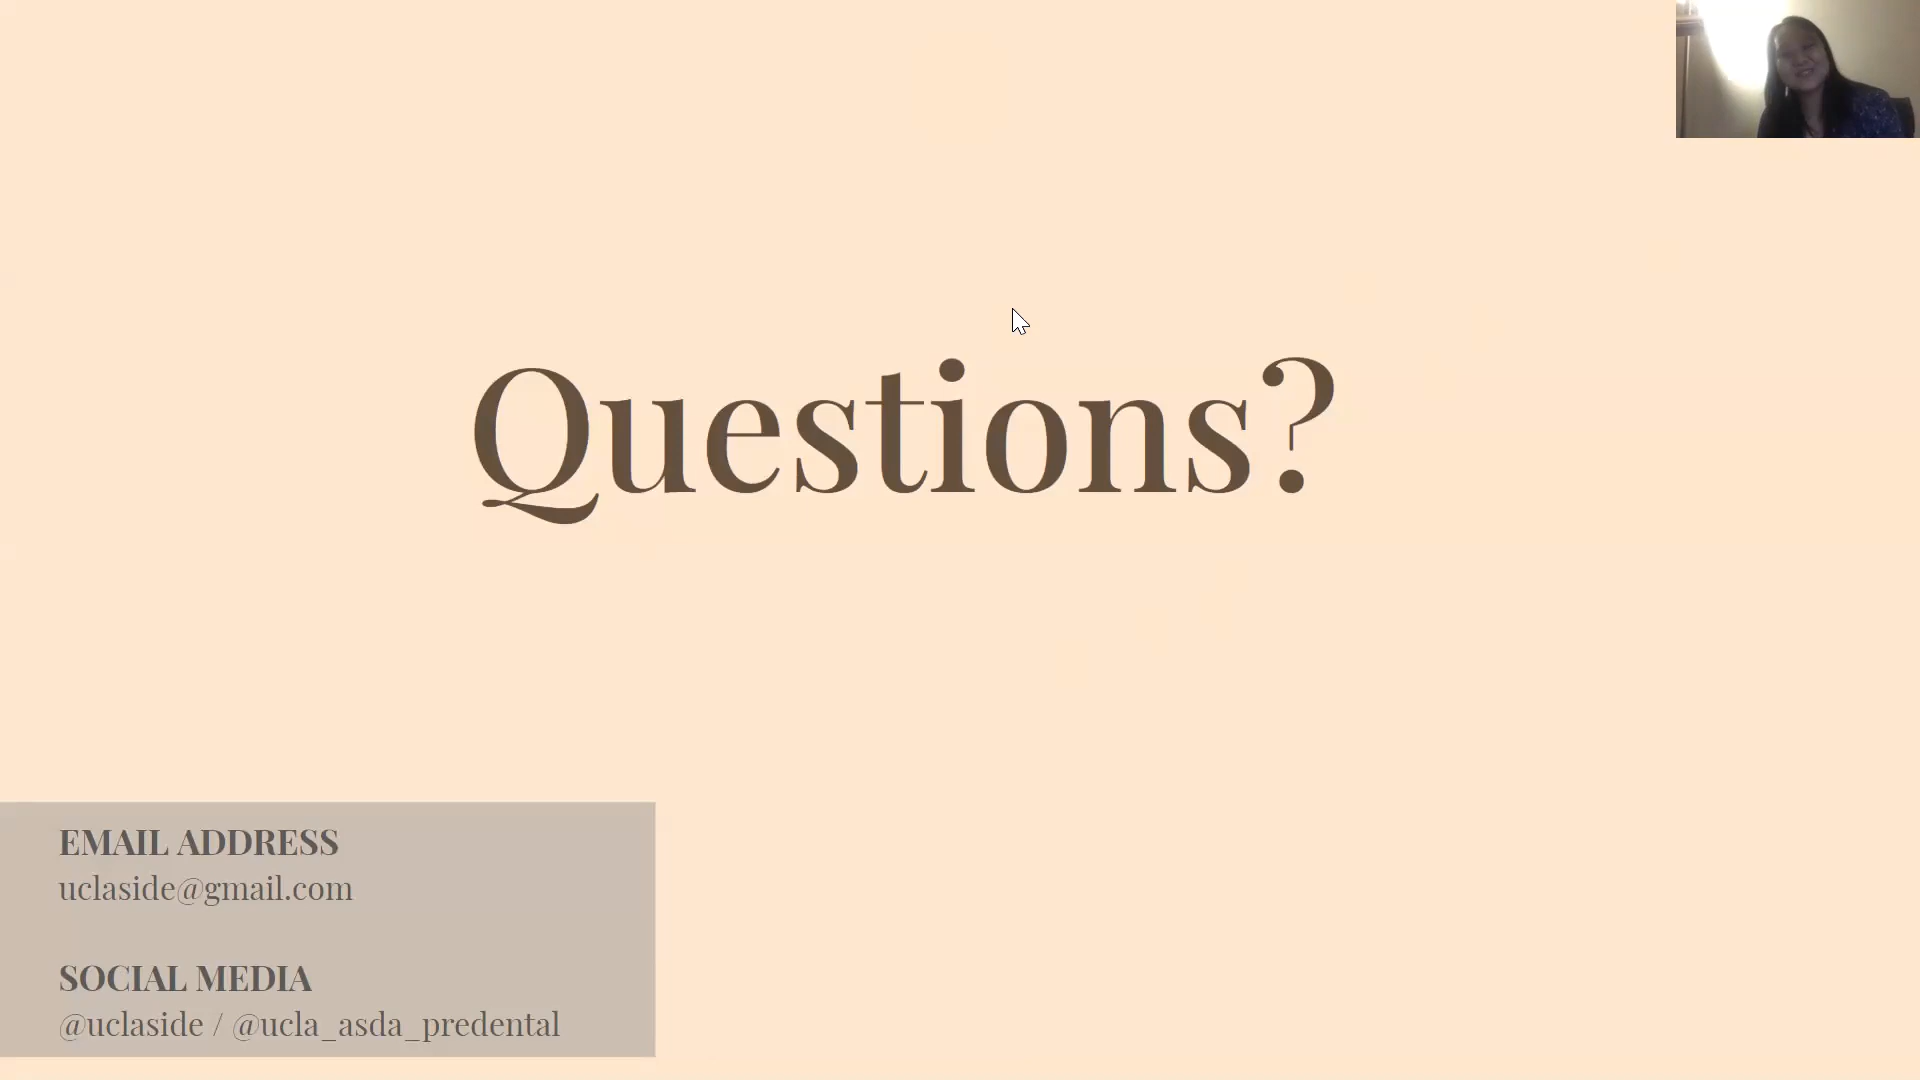 Questions?
EMAIL ADDRESS
uclaside@gmail.com
SOCIAL MEDIA
@uclaside / @ucla_asda_predental